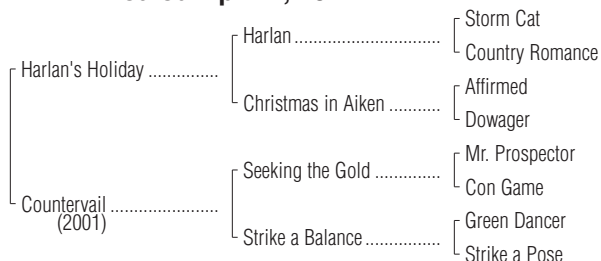 Harlan's Holiday ...............
Countervail .......................
(2001)
Harlan ................................
Christmas in Aiken ...........
Seeking the Gold ..............
Strike a Balance ................
Storm Cat
Country Romance
Affirmed
Dowager
Mr. Prospector
Con Game
Green Dancer
Strike a Pose